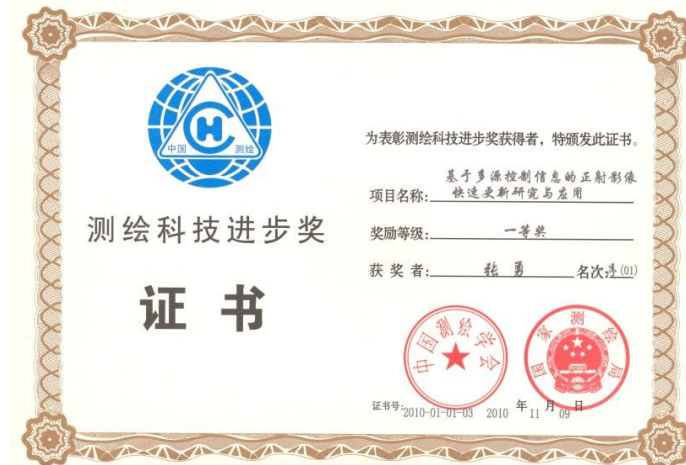 中国 测绘
测绘科技进步奖
证书
为表彰测绘科技进步奖获得者，特颁发此证书。
基于多源控制信息的正射影像
项目名称：快速更新研究与应用
奖励等级：一等奖
获 奖 者：张勇 名次：(01)
中国测绘学会
国家测绘局
证书号：2010-01-01-03 2010 年 11 月 09 日